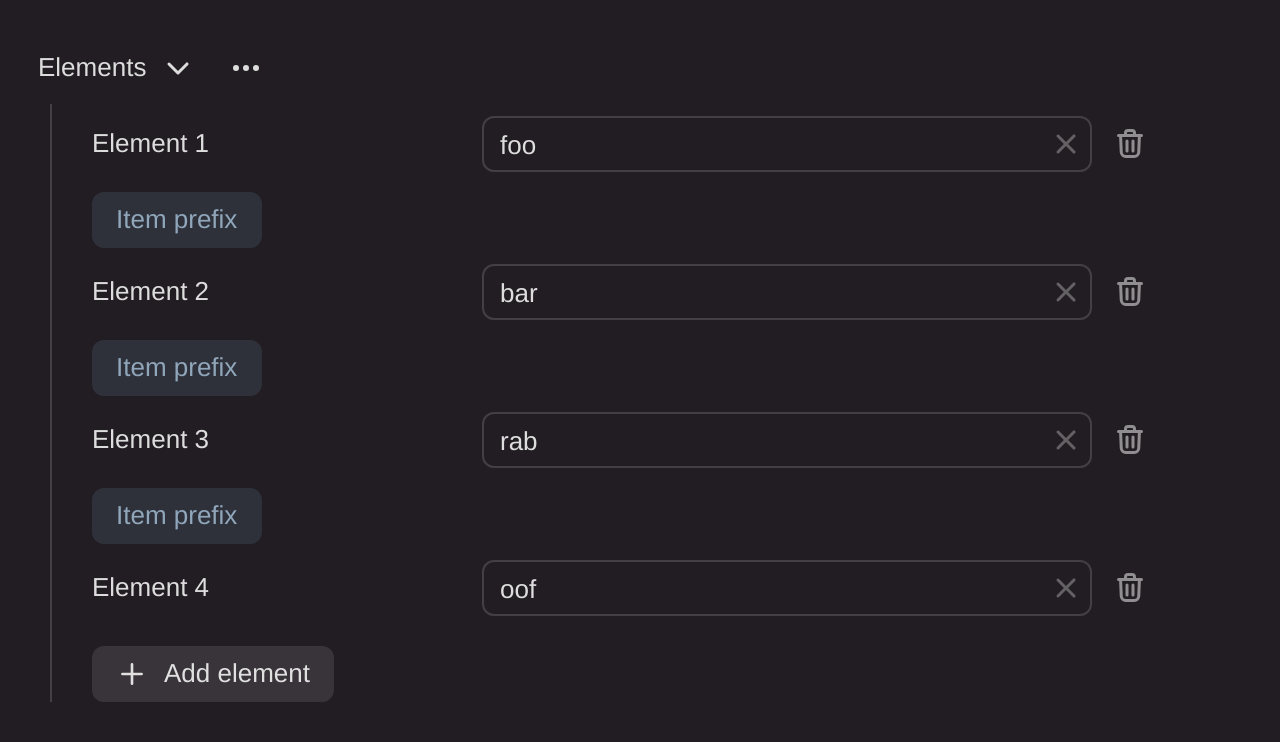 Elements
Element 1
foo
Item prefix
Element 2
bar
Item prefix
Element 3
rab
Item prefix
Element 4
oof
Add element